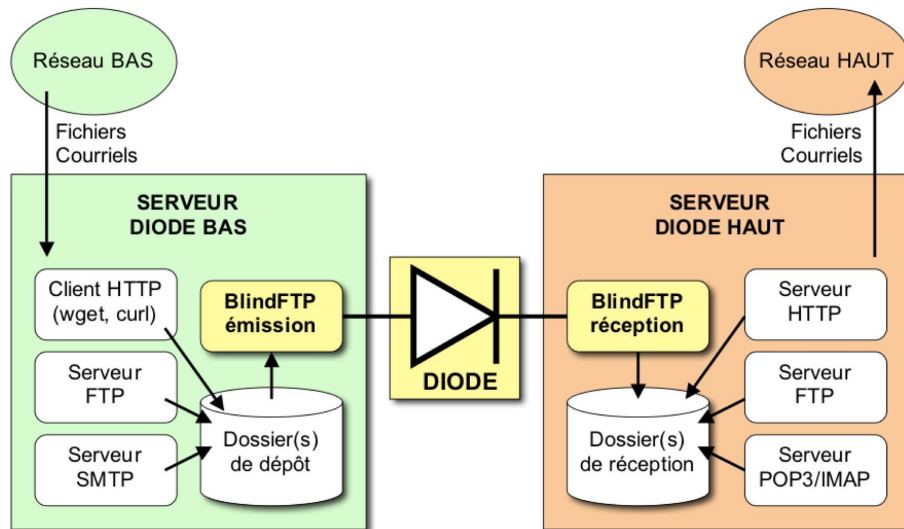 Réseau BAS
Réseau HAUT
Fichiers
Courriels
Fichiers
Courriels
SERVEUR
DIODE BAS
SERVEUR
DIODE HAUT
Client HTTP
(wget, curl)
BlindFTP
émission
Serveur
FTP
Serveur
SMTP
Dossier(s)
de dépôt
DIODE
BlindFTP
réception
Dossier(s)
de réception
Serveur
HTTP
Serveur
FTP
Serveur
POP3/IMAP